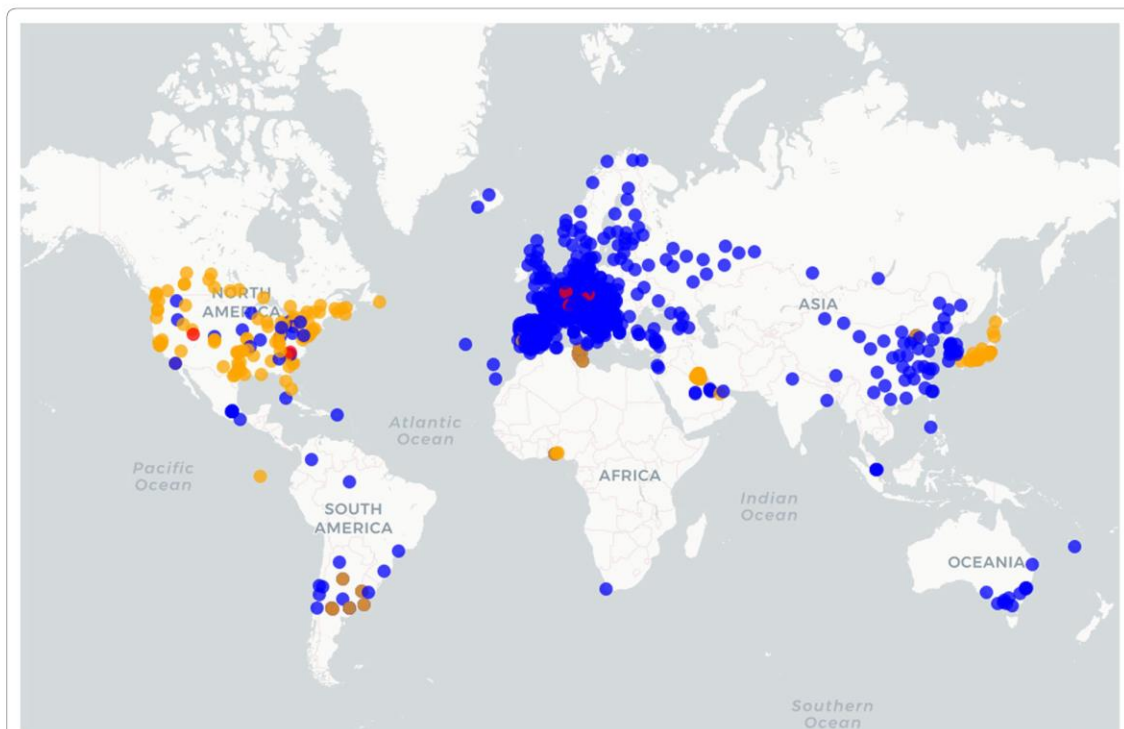 NORTH
AMERICA
ASIA
Atlantic
Ocean
Pacific
Ocean
AFRICA
SOUTH
AMERICA
Indian
Ocean
OCEANIA
Southern
Ocean